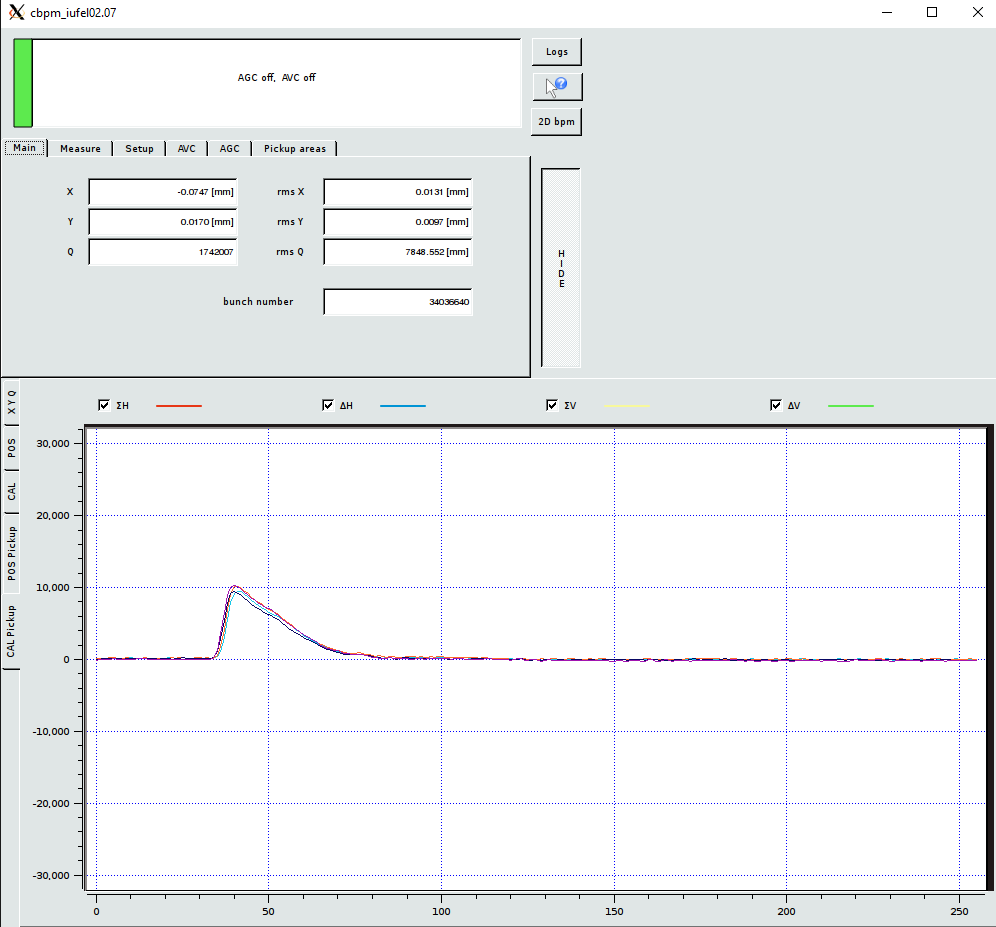 cbpm_iufel02.07
AGC off, AVC off
Logs
2D bpm
Main Measure Setup AVC AGC Pickup areas
X -0.0747 [mm] rms X 0.0131 [mm]
Y 0.0170 [mm] rms Y 0.0097 [mm]
Q 1742007 rms Q 7848.552 [mm]
bunch number 34036640
HIDE
X Y Q
POS
CAL
POS Pickup
CAL Pickup
ΣH ΔH ΣV ΔV
30,000
20,000
10,000
0
-10,000
-20,000
-30,000
0 50 100 150 200 250